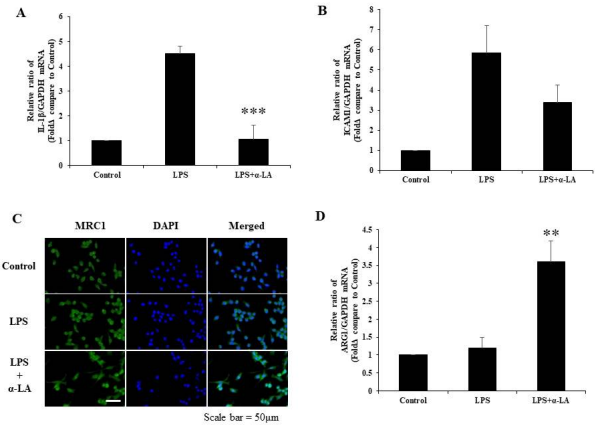 A
Relative ratio of
IL-1β/GAPDH mRNA
(FoldΔ compare to Control)
6
5
4
3
2
1
0
***
Control LPS LPS+α-LA
B
Relative ratio of
ICAM1/GAPDH mRNA
(FoldΔ compare to Control)
8
7
6
5
4
3
2
1
0
Control LPS LPS+α-LA
C
MRC1 DAPI Merged
Control
LPS
LPS
+
α-LA
Scale bar = 50μm
D
Relative ratio of
ARG1/GAPDH mRNA
(FoldΔ compare to Control)
4.5
4
3.5
3
2.5
2
1.5
1
0.5
0
**
Control LPS LPS+α-LA